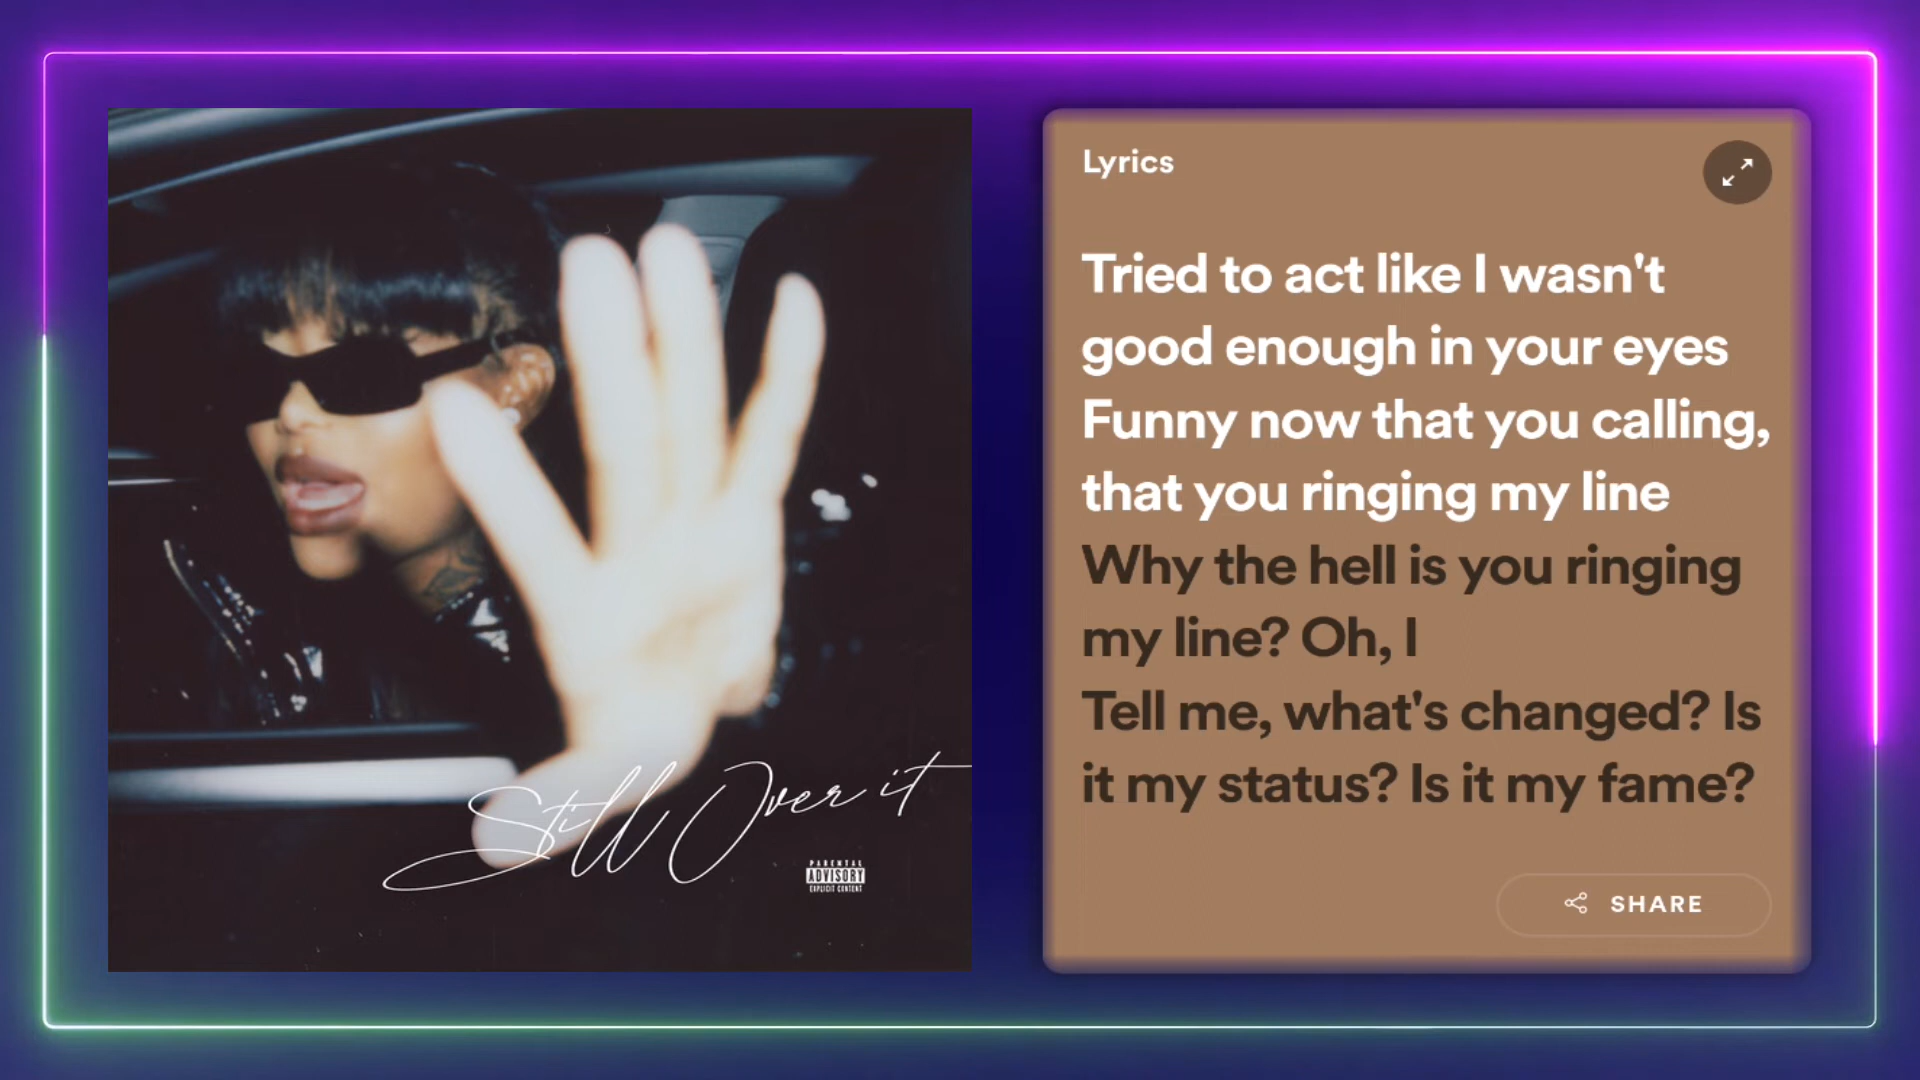 Still Over it
PARENTAL
ADVISORY
EXPLICIT CONTENT
Lyrics
Tried to act like I wasn't
good enough in your eyes
Funny now that you calling,
that you ringing my line
Why the hell is you ringing
my line? Oh, I
Tell me, what's changed? Is
it my status? Is it my fame?
SHARE